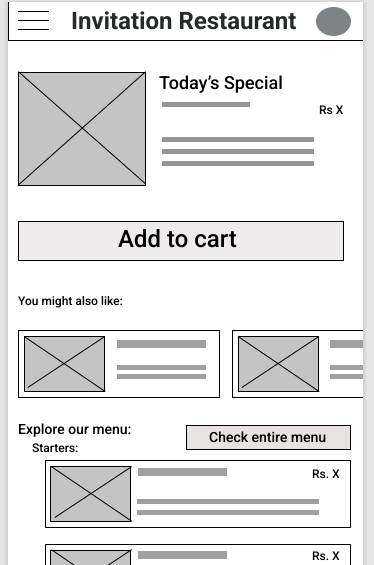 Invitation Restaurant
Today's Special
Rs X
Add to cart
You might also like:
Explore our menu:
Check entire menu
Starters:
Rs. X
Rs. X